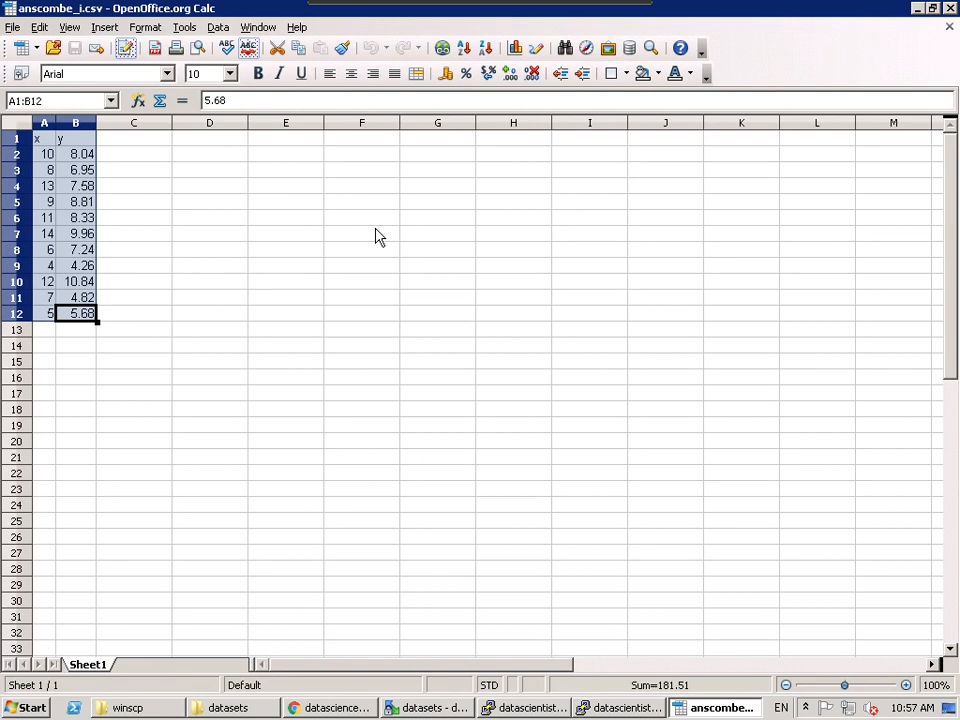 anscombe_i.csv - OpenOffice.org Calc
File Edit View Insert Format Tools Data Window Help
Arial 10
A1:B12 5.68
A B C D E F G H I J K L M
1 x y
2 10 8.04
3 8 6.95
4 13 7.58
5 9 8.81
6 11 8.33
7 14 9.96
8 6 7.24
9 4 4.26
10 12 10.84
11 7 4.82
12 5 5.68
13
14
15
16
17
18
19
20
21
22
23
24
25
26
27
28
29
30
31
32
33
Sheet1
Sheet 1 / 1 Default STD Sum=181.51 100%
Start winscp datasets datascience... datasets - d... datascientist... datascientist... anscombe... EN 10:57 AM